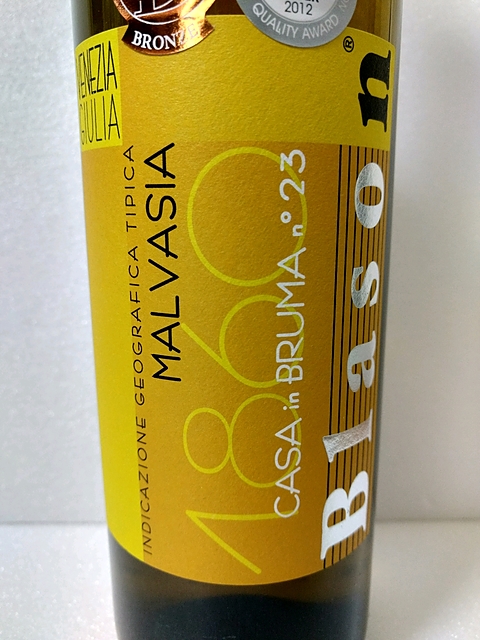 BRONZE
2012
QUALITY AWARD
VENEZIA
GIULIA
INDICAZIONE GEOGRAFICA TIPICA
MALVASIA
1860
CASA in BRUMA n° 23
Blason®